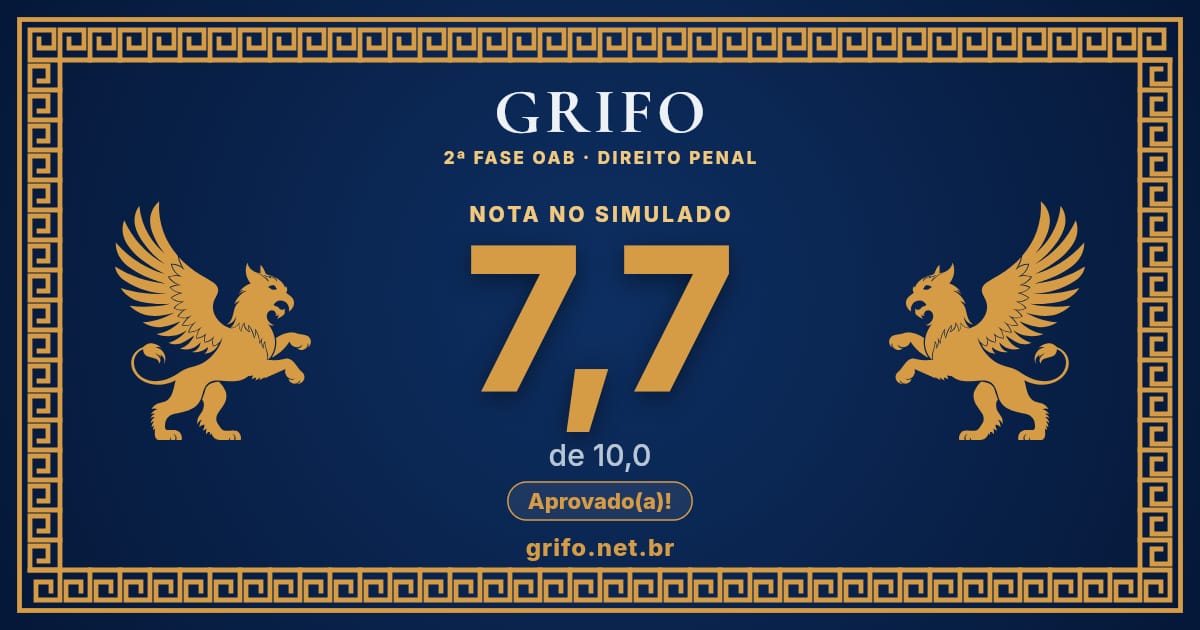 GRIFO
2ª FASE OAB · DIREITO PENAL
NOTA NO SIMULADO
7,7
de 10,0
Aprovado(a)!
grifo.net.br